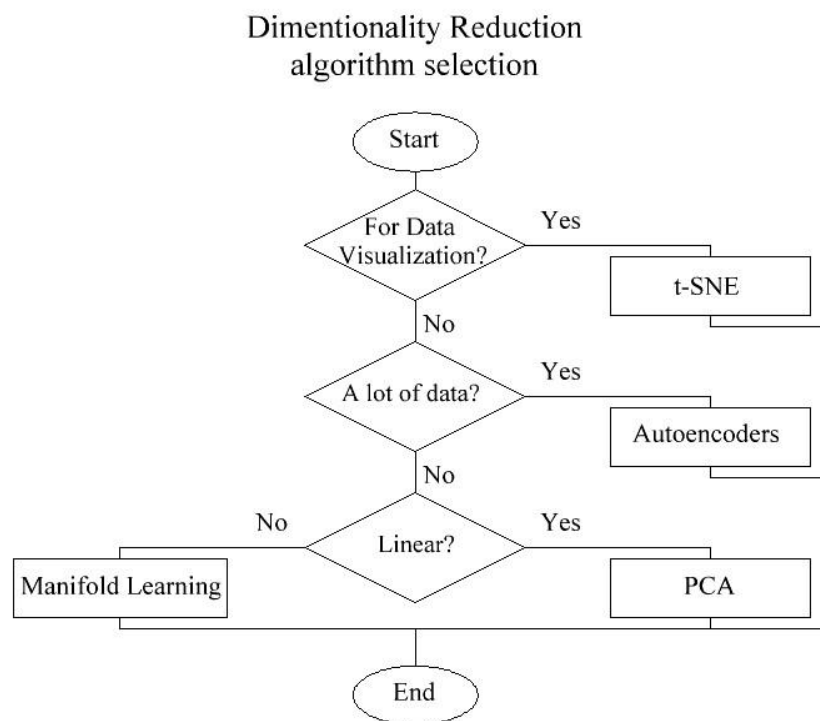 Dimentionality Reduction
algorithm selection
Start
For Data
Visualization?
Yes
t-SNE
No
A lot of data?
Yes
Autoencoders
No
No
Linear?
Yes
Manifold Learning
PCA
End